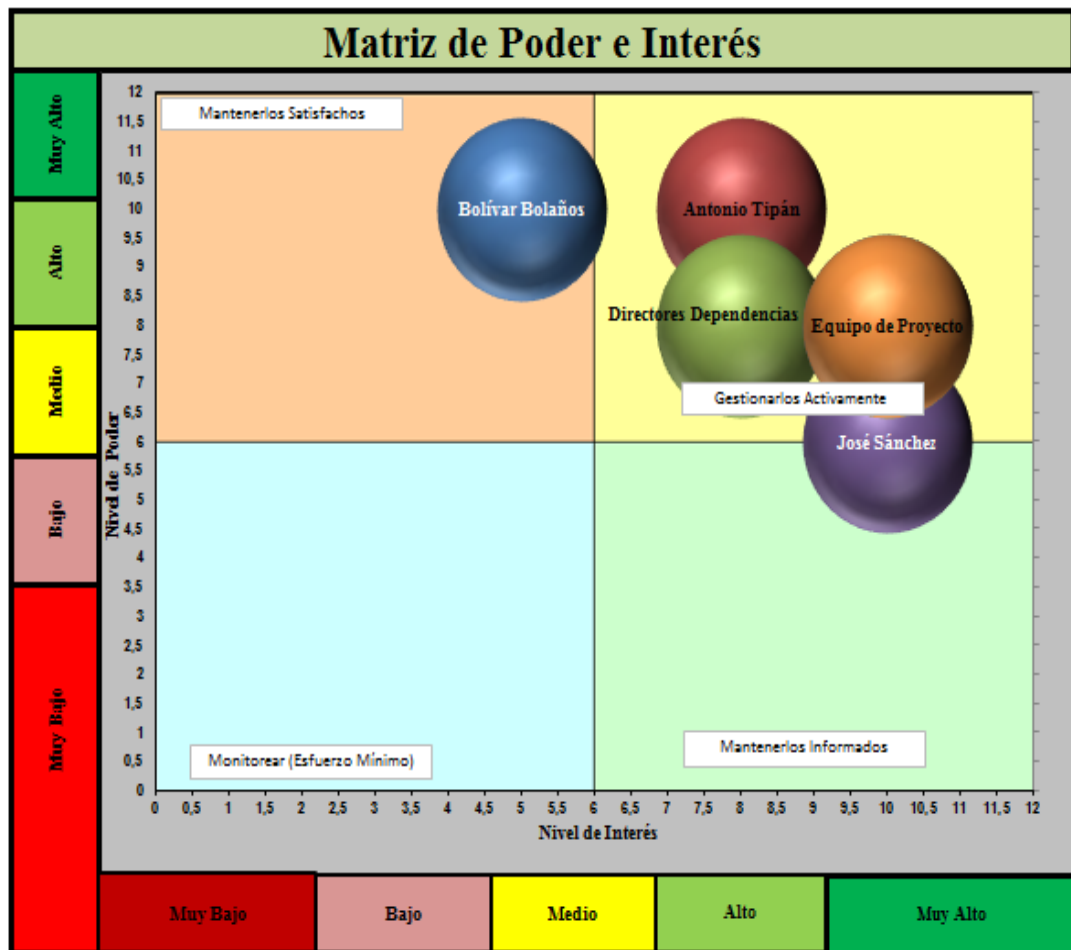 Matriz de Poder e Interés
Muy Alto
Alto
Medio
Bajo
Muy Bajo
Nivel de Poder
12
11,5
11
10,5
10
9,5
9
8,5
8
7,5
7
6,5
6
5,5
5
4,5
4
3,5
3
2,5
2
1,5
1
0,5
0
Mantenerlos Satisfachos
Bolívar Bolaños
Antonio Tipán
Directores Dependencias
Equipo de Proyecto
Gestionarlos Activamente
José Sánchez
Monitorear (Esfuerzo Mínimo)
Mantenerlos Informados
0 0,5 1 1,5 2 2,5 3 3,5 4 4,5 5 5,5 6 6,5 7 7,5 8 8,5 9 9,5 10 10,5 11 11,5 12
Nivel de Interés
Muy Bajo Bajo Medio Alto Muy Alto